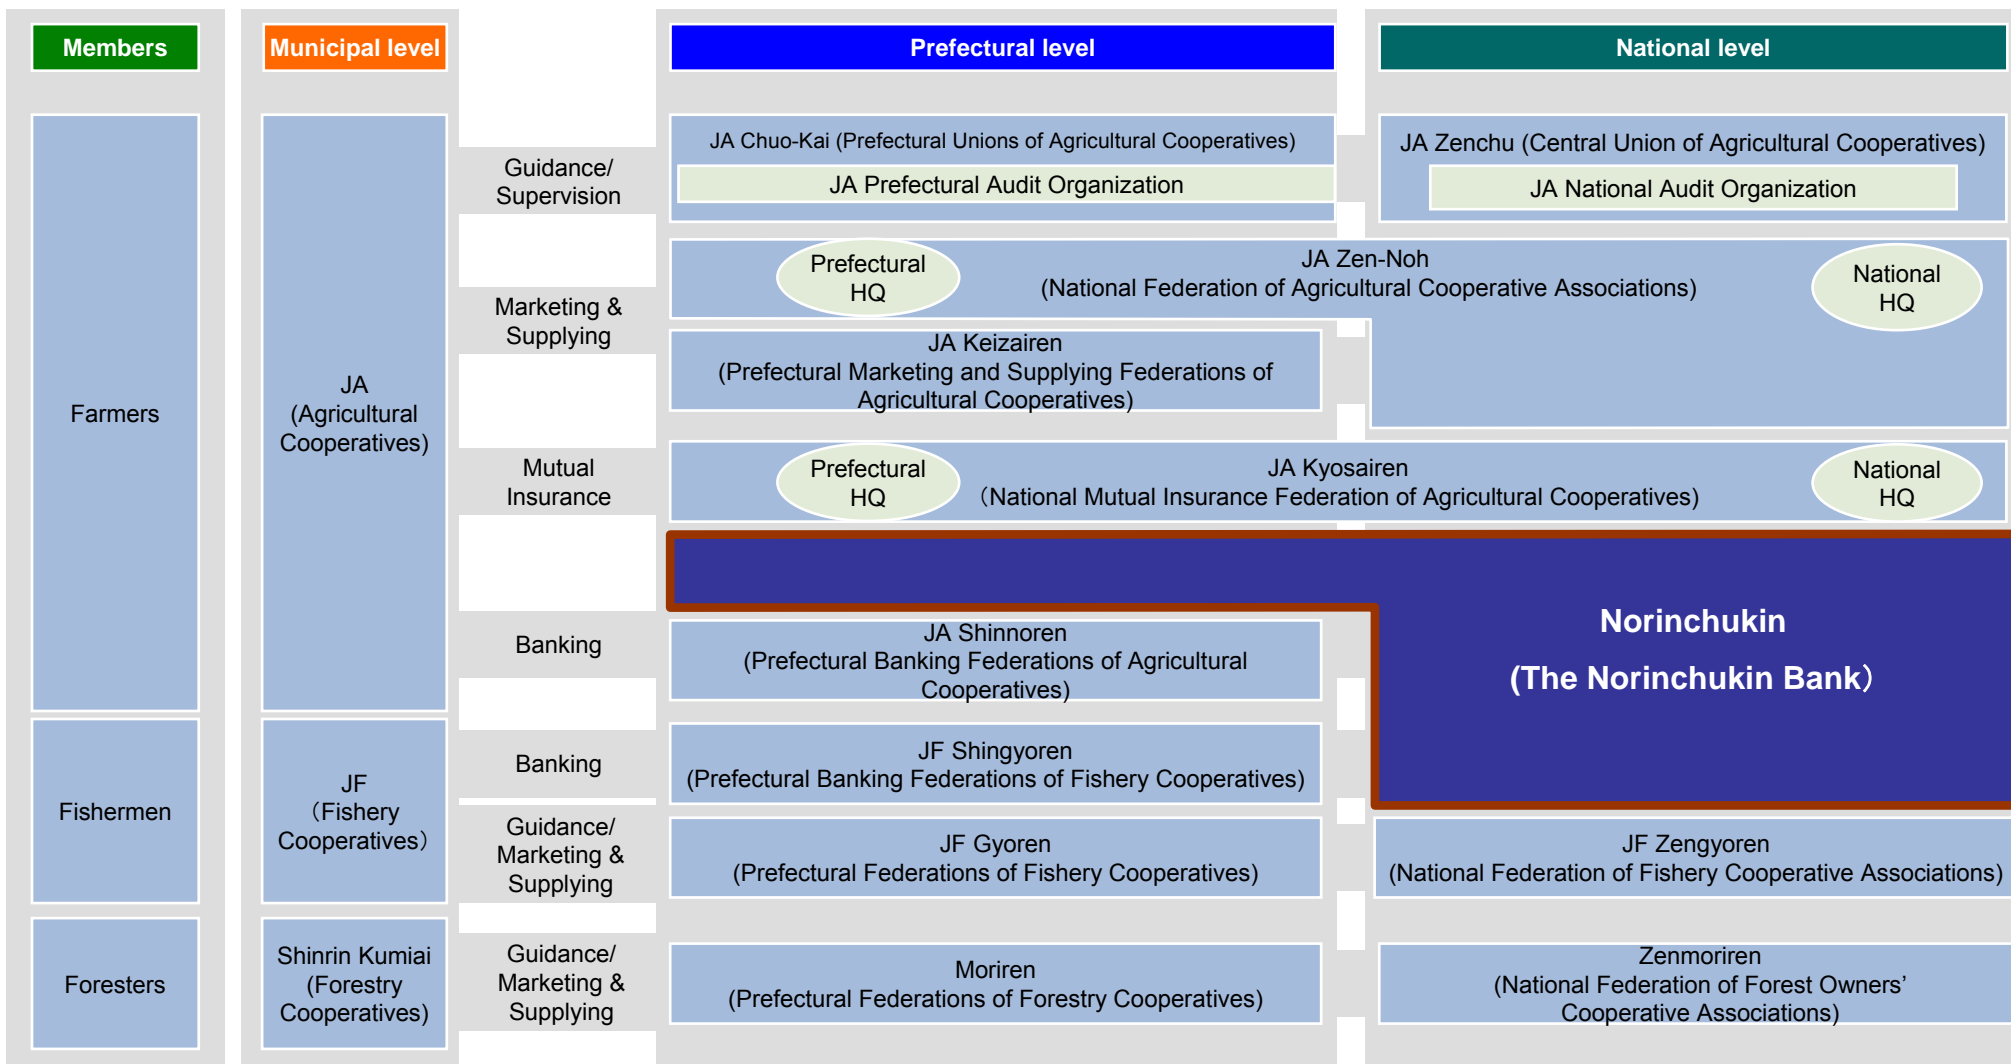 Members
Municipal level
Prefectural level
National level
Farmers
JA
(Agricultural
Cooperatives)
Guidance/
Supervision
JA Chuo-Kai (Prefectural Unions of Agricultural Cooperatives)
JA Prefectural Audit Organization
JA Zenchu (Central Union of Agricultural Cooperatives)
JA National Audit Organization
Marketing &
Supplying
Prefectural
HQ
JA Zen-Noh
(National Federation of Agricultural Cooperative Associations)
National
HQ
JA Keizairen
(Prefectural Marketing and Supplying Federations of
Agricultural Cooperatives)
Mutual
Insurance
Prefectural
HQ
JA Kyosairen
（National Mutual Insurance Federation of Agricultural Cooperatives)
National
HQ
Norinchukin
(The Norinchukin Bank）
Banking
JA Shinnoren
(Prefectural Banking Federations of Agricultural
Cooperatives)
Fishermen
JF
（Fishery
Cooperatives）
Banking
JF Shingyoren
(Prefectural Banking Federations of Fishery Cooperatives)
Guidance/
Marketing &
Supplying
JF Gyoren
(Prefectural Federations of Fishery Cooperatives)
JF Zengyoren
(National Federation of Fishery Cooperative Associations)
Foresters
Shinrin Kumiai
(Forestry
Cooperatives)
Guidance/
Marketing &
Supplying
Moriren
(Prefectural Federations of Forestry Cooperatives)
Zenmoriren
(National Federation of Forest Owners’
Cooperative Associations)